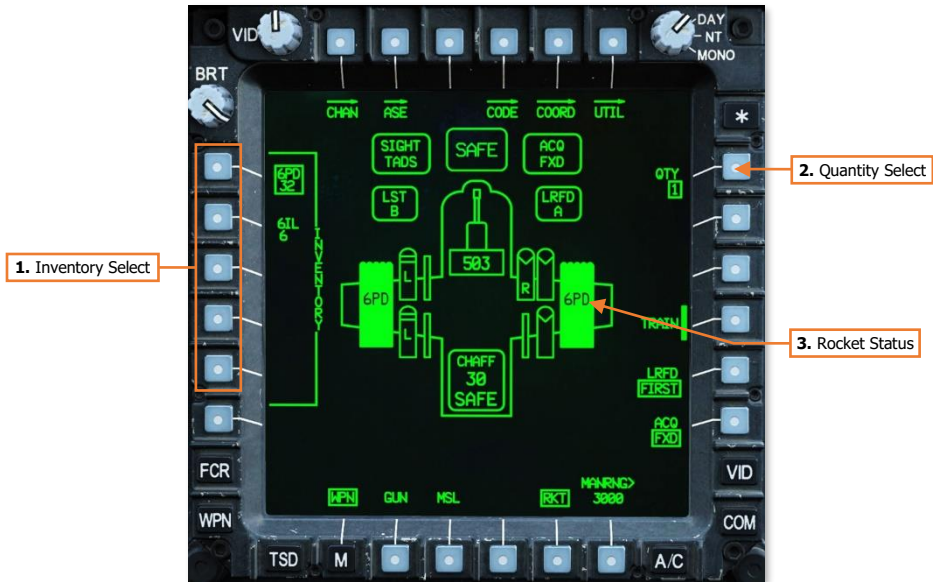 VID
DAY
NT
MONO
BRT
CHAN ASE CODE COORD UTIL
*
SIGHT
TADS
SAFE
ACQ
FXD
6PD
32
QTY
1
2. Quantity Select
LST
B
LRFD
A
6IL
6
INVENTORY
503
1. Inventory Select
L
R
6PD
6PD
TRAIN
3. Rocket Status
L
CHAFF
30
SAFE
LRFD
FIRST
ACQ
FXD
FCR
VID
WPN GUN MSL RKT MANRNG>
3000
WPN
COM
TSD M A/C